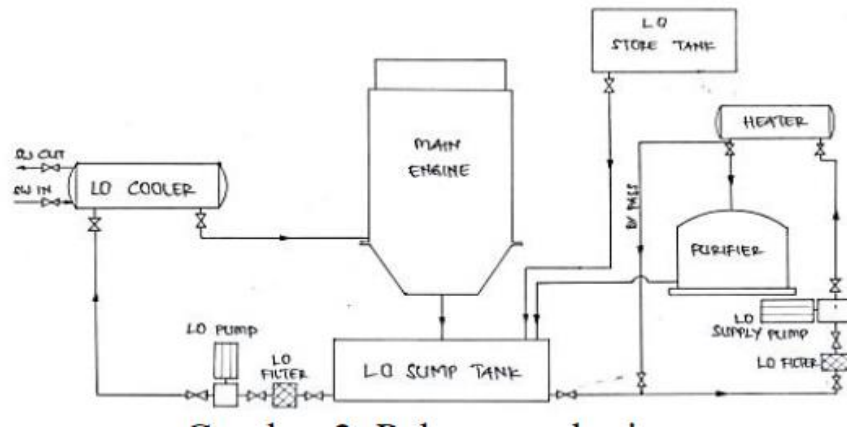 LO
STORE TANK
HEATER
MAIN
ENGINE
SW OUT
SW IN
LO COOLER
BY PASS
PURIFIER
LO
SUPPLY PUMP
LO PUMP
LO
FILTER
LO SUMP TANK
LO FILTER